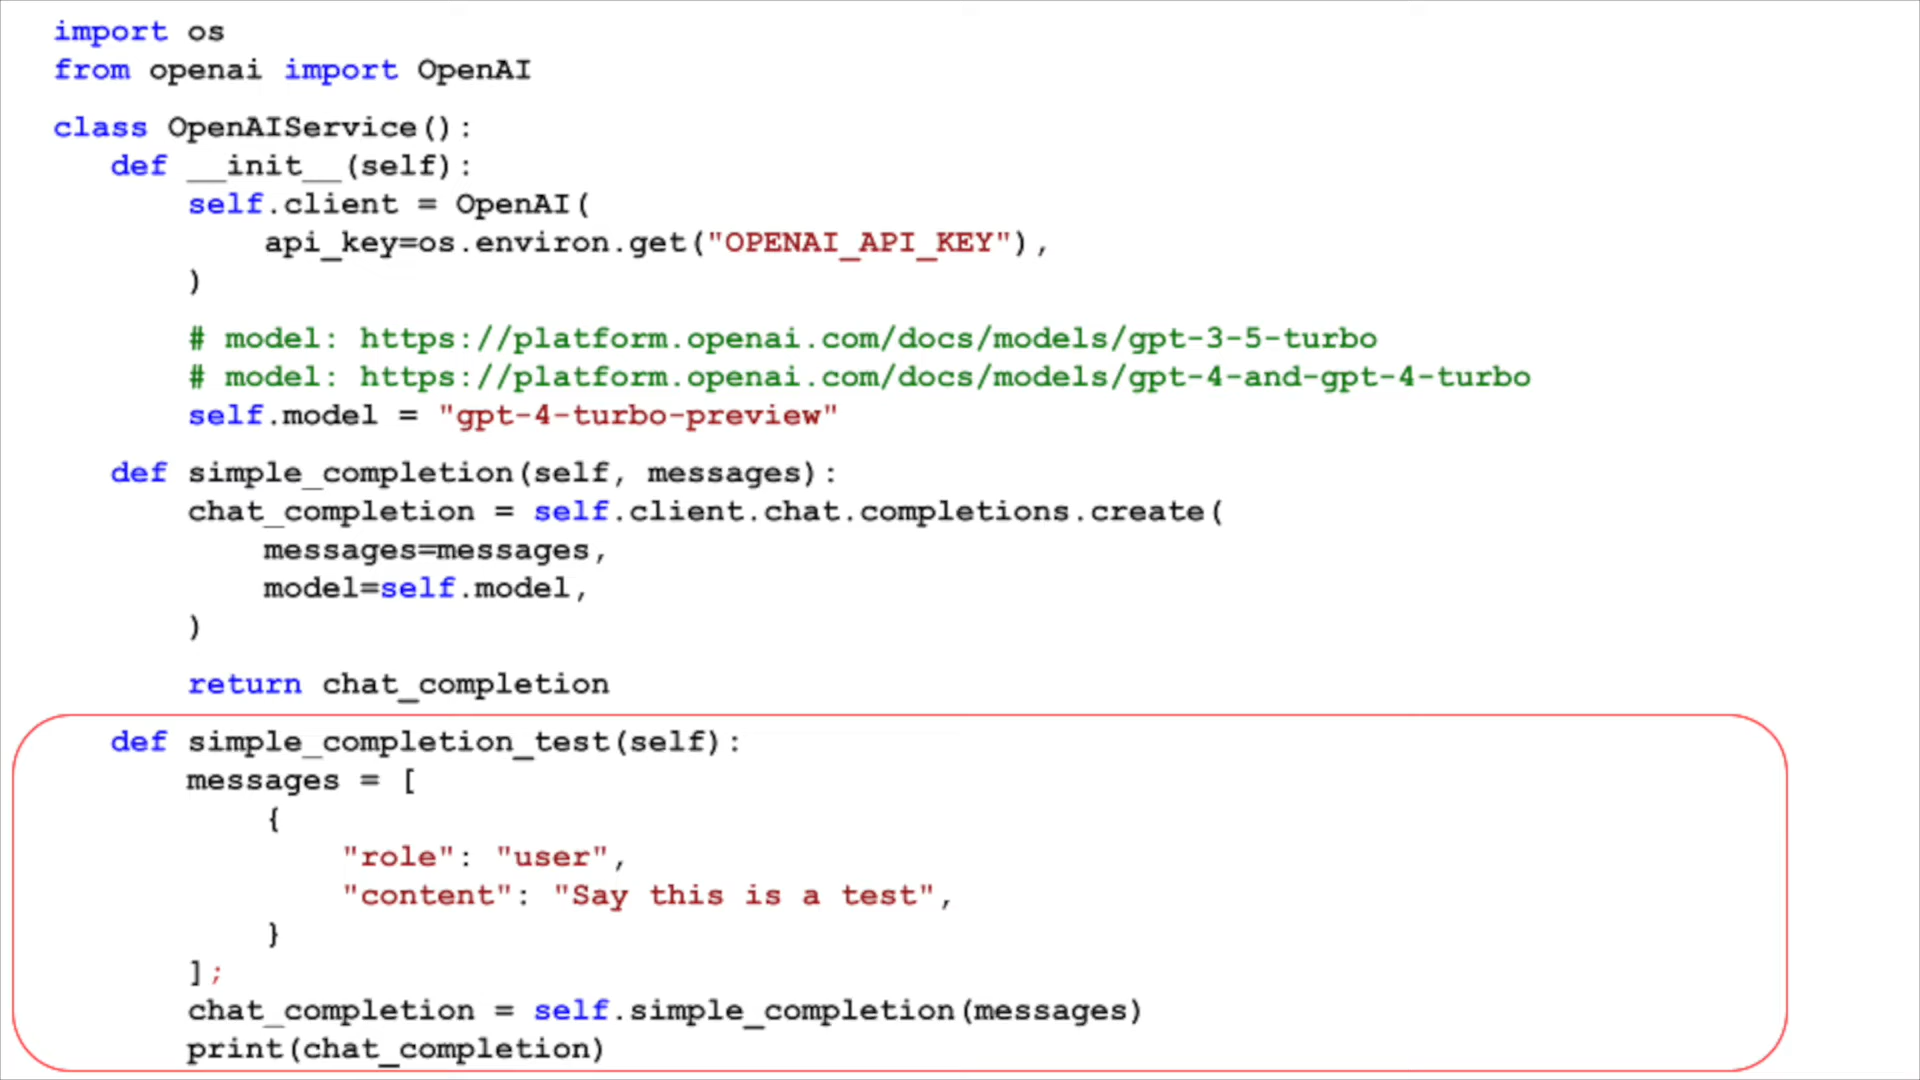 import os
from openai import OpenAI
class OpenAIService():
def __init__(self):
self.client = OpenAI(
api_key=os.environ.get("OPENAI_API_KEY"),
)
# model: https://platform.openai.com/docs/models/gpt-3-5-turbo
# model: https://platform.openai.com/docs/models/gpt-4-and-gpt-4-turbo
self.model = "gpt-4-turbo-preview"
def simple_completion(self, messages):
chat_completion = self.client.chat.completions.create(
messages=messages,
model=self.model,
)
return chat_completion
def simple_completion_test(self):
messages = [
{
"role": "user",
"content": "Say this is a test",
}
];
chat_completion = self.simple_completion(messages)
print(chat_completion)